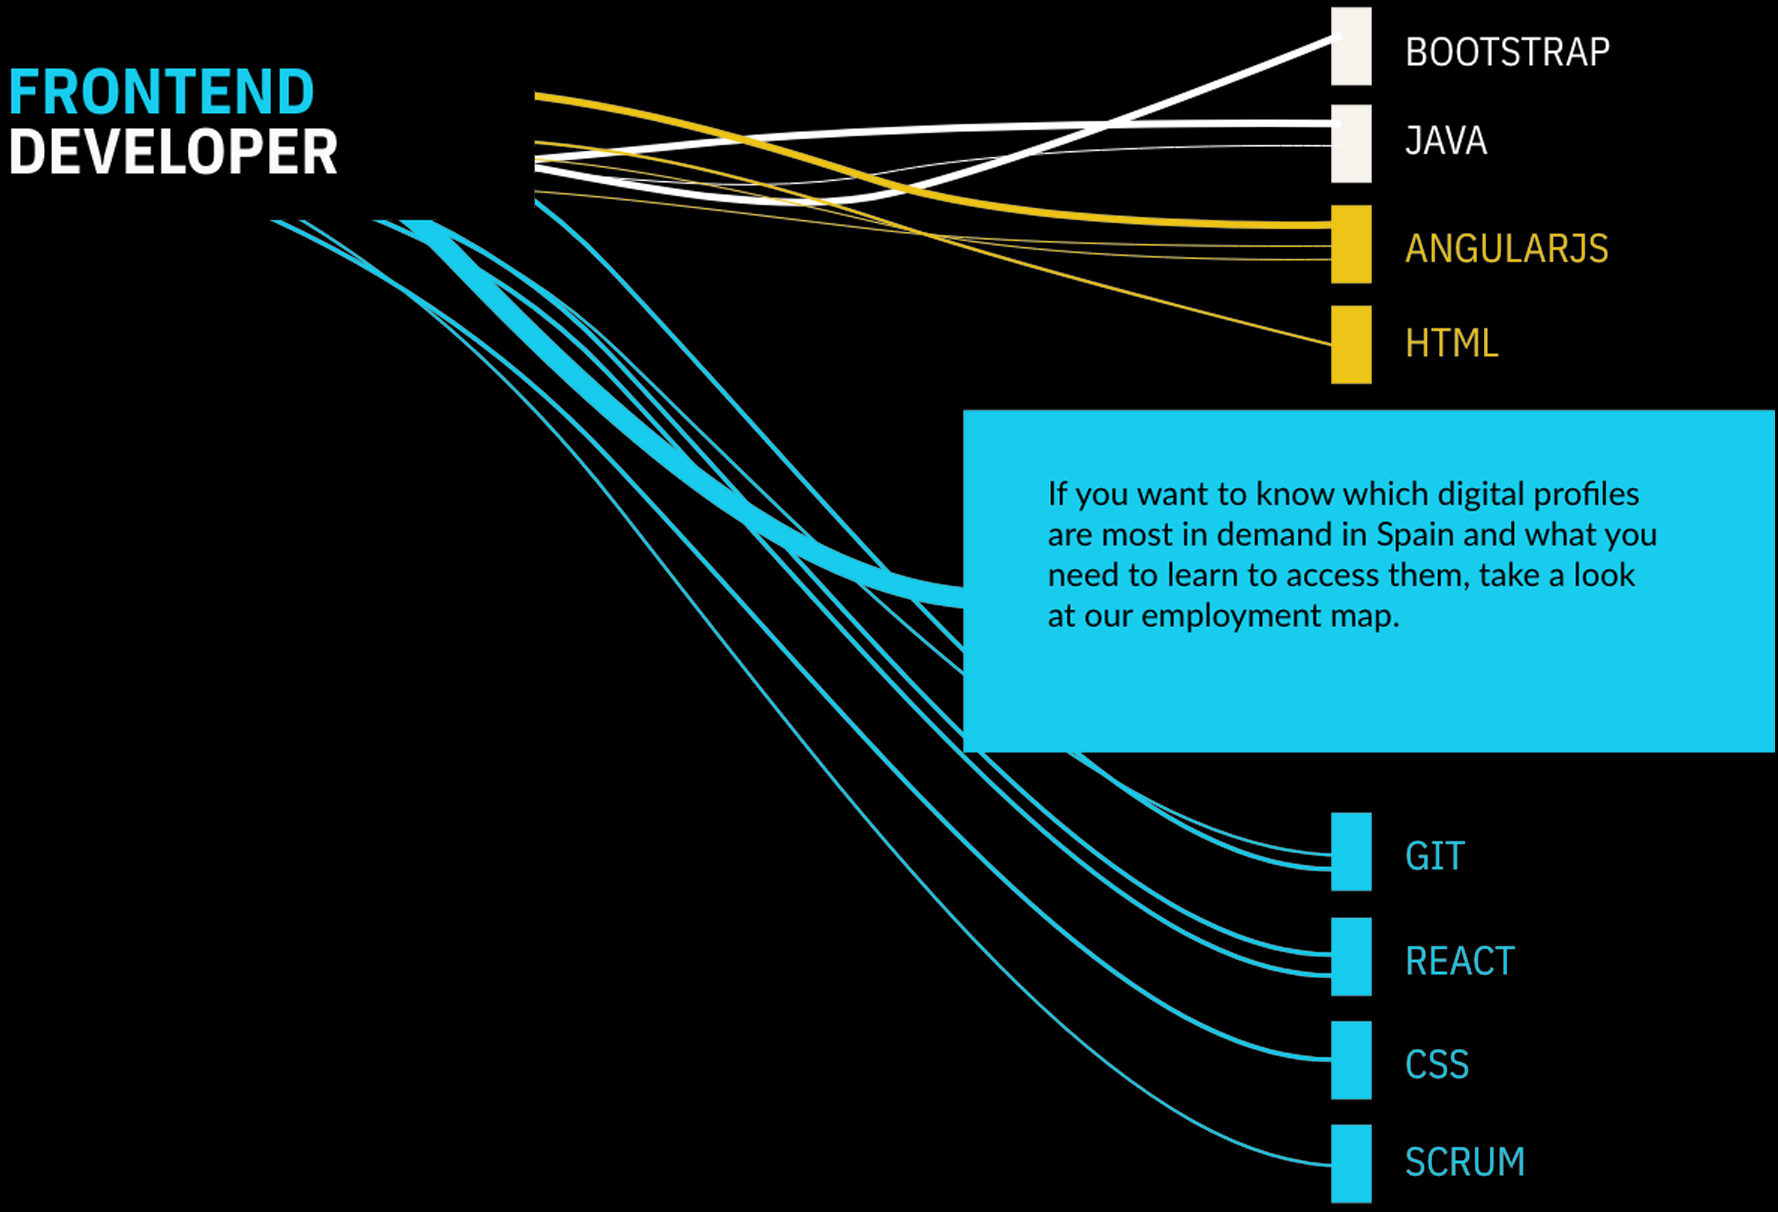 FRONTEND
DEVELOPER
BOOTSTRAP
JAVA
ANGULARJS
HTML
If you want to know which digital profiles
are most in demand in Spain and what you
need to learn to access them, take a look
at our employment map.
GIT
REACT
CSS
SCRUM